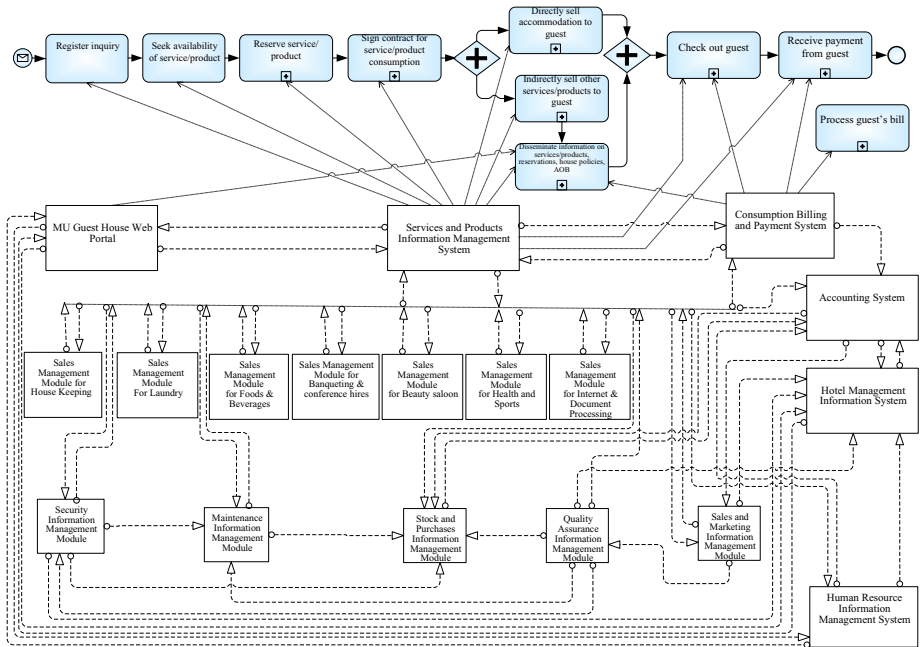 Register inquiry
Seek availability
of service/product
Reserve service/
product
Sign contract for
service/product
consumption
Directly sell
accommodation to
guest
Indirectly sell other
services/products to
guest
Disseminate information on
services/products,
reservations, house policies,
AOB
Check out guest
Receive payment
from guest
Process guest's bill
MU Guest House Web
Portal
Services and Products
Information Management
System
Consumption Billing
and Payment System
Accounting System
Hotel Management
Information System
Sales
Management
Module for
House Keeping
Sales
Management
Module
For Laundry
Sales
Management
Module
for Foods &
Beverages
Sales Management
Module for
Banqueting &
conference hires
Sales
Management
Module
for Beauty saloon
Sales
Management
Module
for Health and
Sports
Sales
Management
Module
for Internet &
Document
Processing
Security
Information
Management
Module
Maintenance
Information
Management
Module
Stock and
Purchases
Information
Management
Module
Quality
Assurance
Information
Management
Module
Sales and
Marketing
Information
Management
Module
Human Resource
Information
Management System